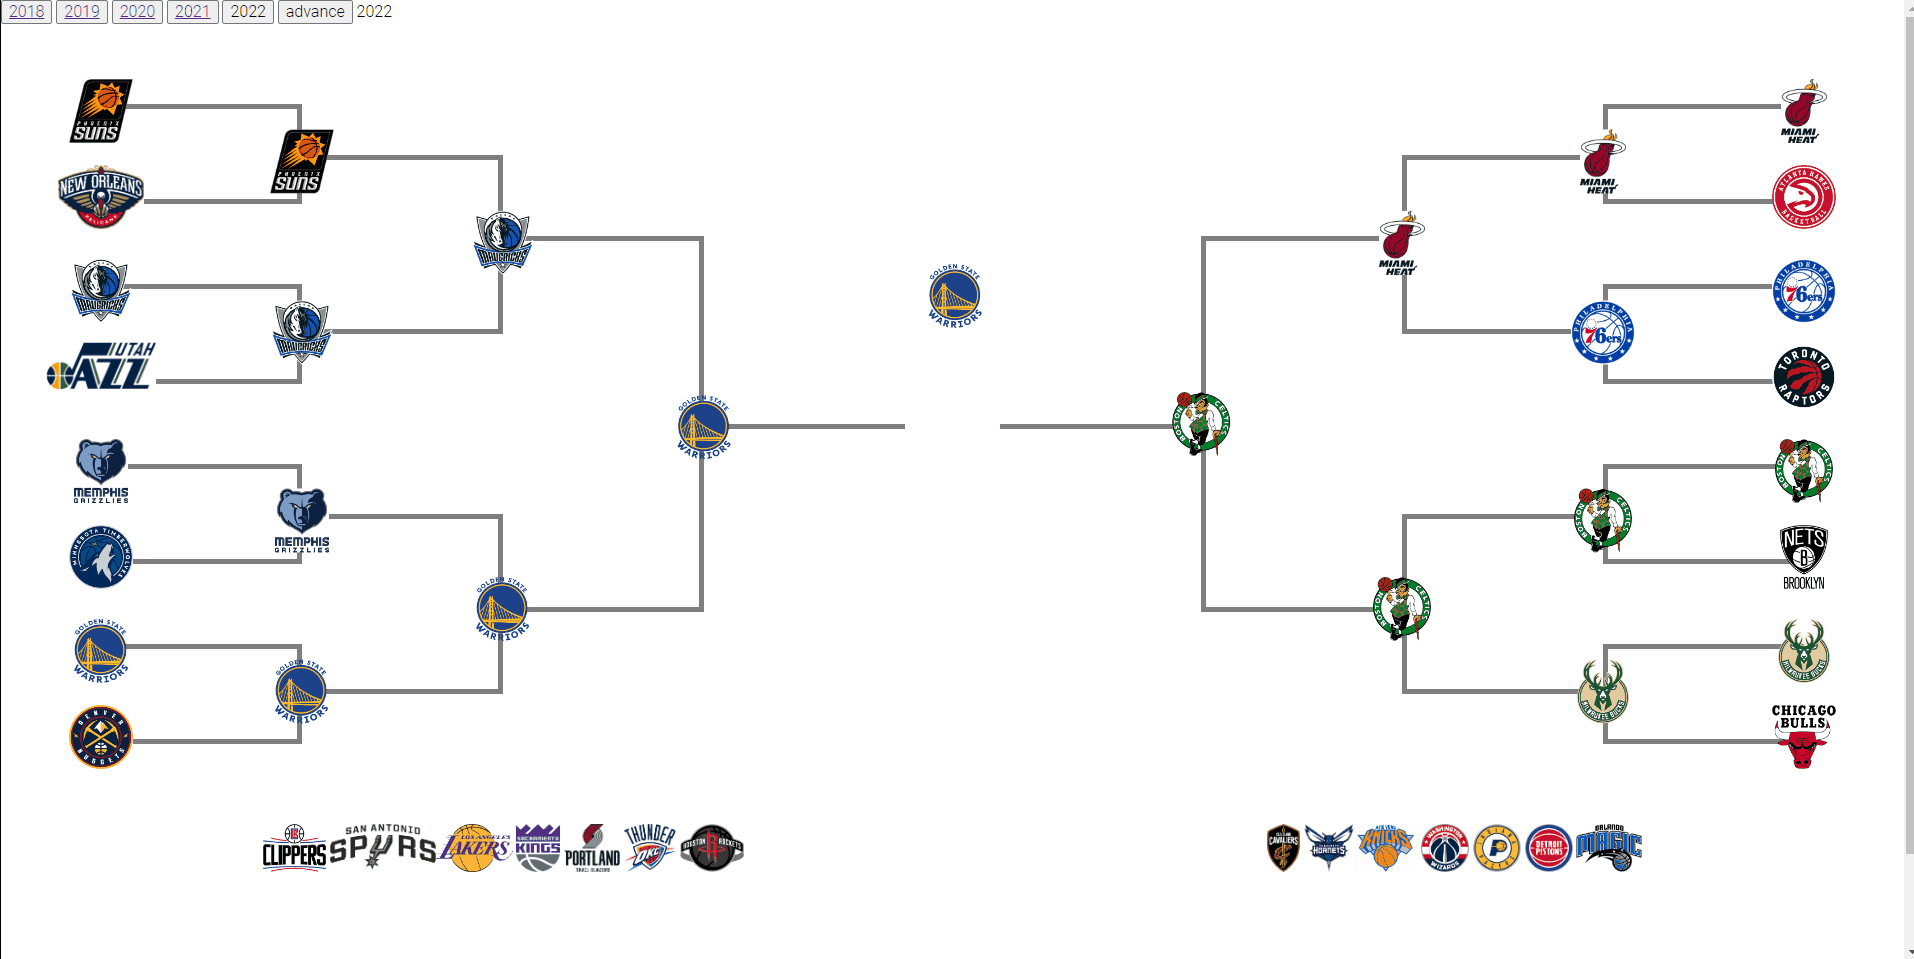 2018 2019 2020 2021 2022 advance 2022
PHOENIX
SUNS
NEW ORLEANS
PELICANS
MAVERICKS
UTAH
JAZZ
MEMPHIS
GRIZZLIES
MINNESOTA TIMBERWOLVES
GOLDEN STATE
WARRIORS
DENVER
NUGGETS
PHOENIX
SUNS
MAVERICKS
MEMPHIS
GRIZZLIES
GOLDEN STATE
WARRIORS
MAVERICKS
GOLDEN STATE
WARRIORS
GOLDEN STATE
WARRIORS
GOLDEN STATE
WARRIORS
BOSTON CELTICS
MIAMI
HEAT
BOSTON CELTICS
MIAMI
HEAT
PHILADELPHIA
76ers
BOSTON CELTICS
MILWAUKEE BUCKS
MIAMI
HEAT
ATLANTA HAWKS
BASKETBALL
PHILADELPHIA
76ers
TORONTO
RAPTORS
BOSTON CELTICS
NETS
B
BROOKLYN
MILWAUKEE BUCKS
CHICAGO
BULLS
LA
CLIPPERS
SAN ANTONIO
SPURS
LOS ANGELES
LAKERS
SACRAMENTO
KINGS
PORTLAND
TRAIL BLAZERS
THUNDER
OKC
HOUSTON ROCKETS
CAVALIERS
HORNETS
KNICKS
WASHINGTON
WIZARDS
INDIANA
PACERS
DETROIT
PISTONS
ORLANDO
MAGIC